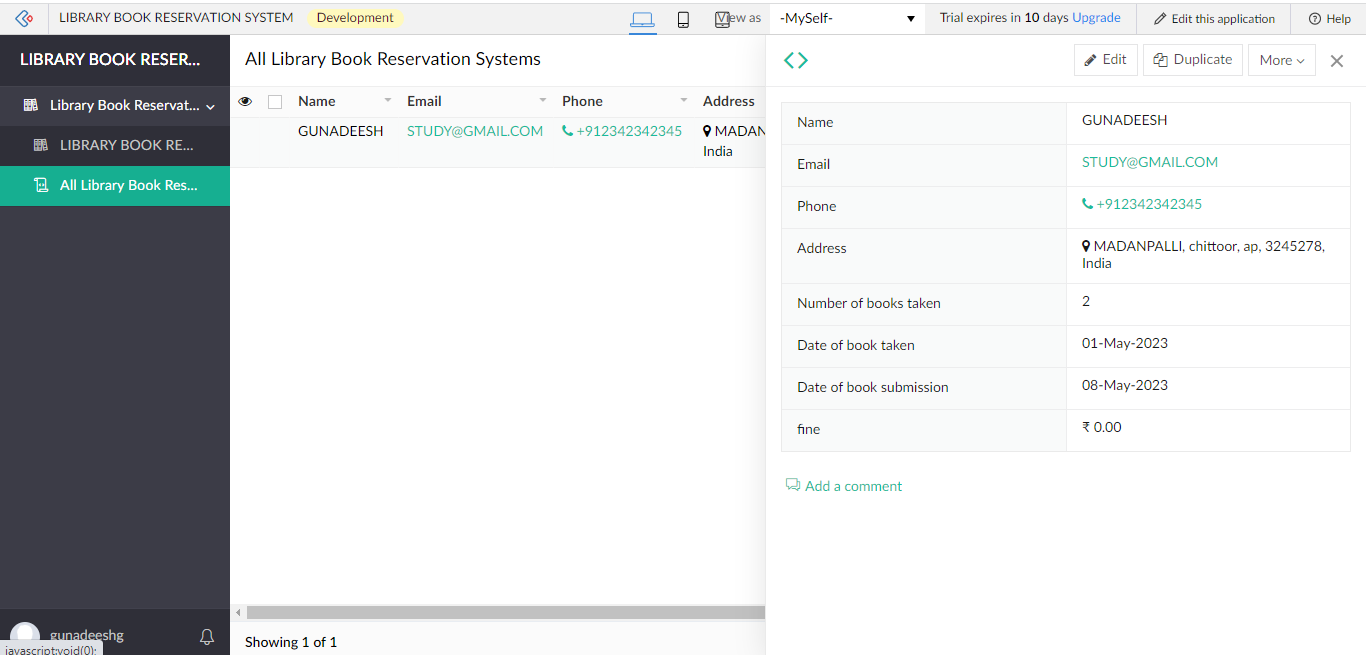 LIBRARY BOOK RESERVATION SYSTEM Development View as -MySelf- Trial expires in 10 days Upgrade Edit this application Help
LIBRARY BOOK RESER...
Library Book Reservat...
LIBRARY BOOK RE...
All Library Book Res...
gunadeeshg
javascript:void(0);
All Library Book Reservation Systems
Name Email Phone Address
GUNADEESH STUDY@GMAIL.COM +912342342345 MADAN
India
Showing 1 of 1
Edit Duplicate More
Name GUNADEESH
Email STUDY@GMAIL.COM
Phone +912342342345
Address MADANPALLI, chittoor, ap, 3245278,
India
Number of books taken 2
Date of book taken 01-May-2023
Date of book submission 08-May-2023
fine ₹ 0.00
Add a comment